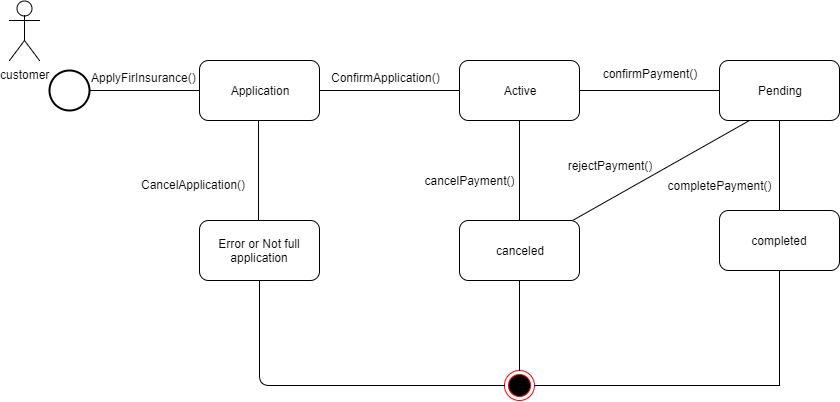 customer
ApplyFirInsurance()
Application
ConfirmApplication()
Active
confirmPayment()
Pending
CancelApplication()
cancelPayment()
rejectPayment()
completePayment()
Error or Not full
application
canceled
completed